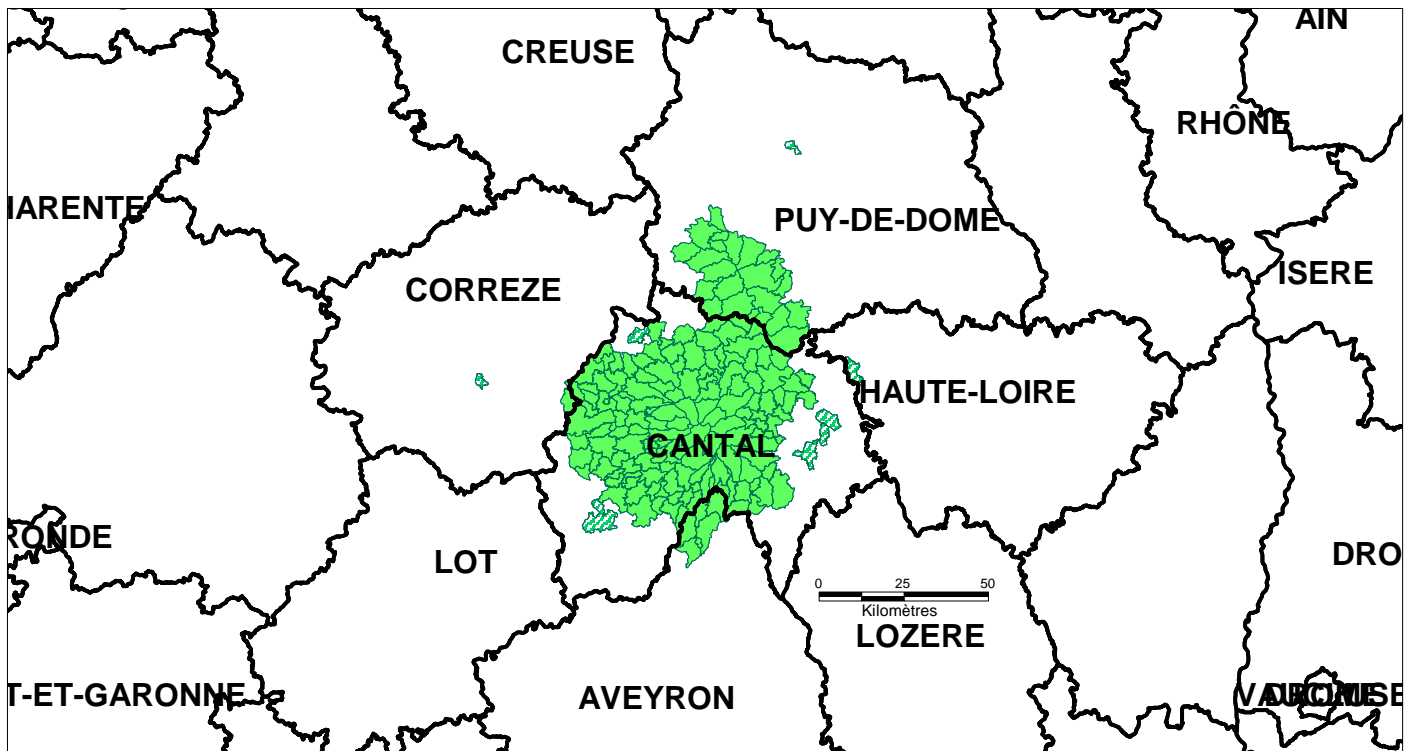 AIN
CREUSE
RHÔNE
HARENTE
PUY-DE-DOME
ISERE
CORREZE
HAUTE-LOIRE
CANTAL
RONDE
LOT
DRO
0 25 50
Kilomètres
LOZERE
T-ET-GARONNE
AVEYRON